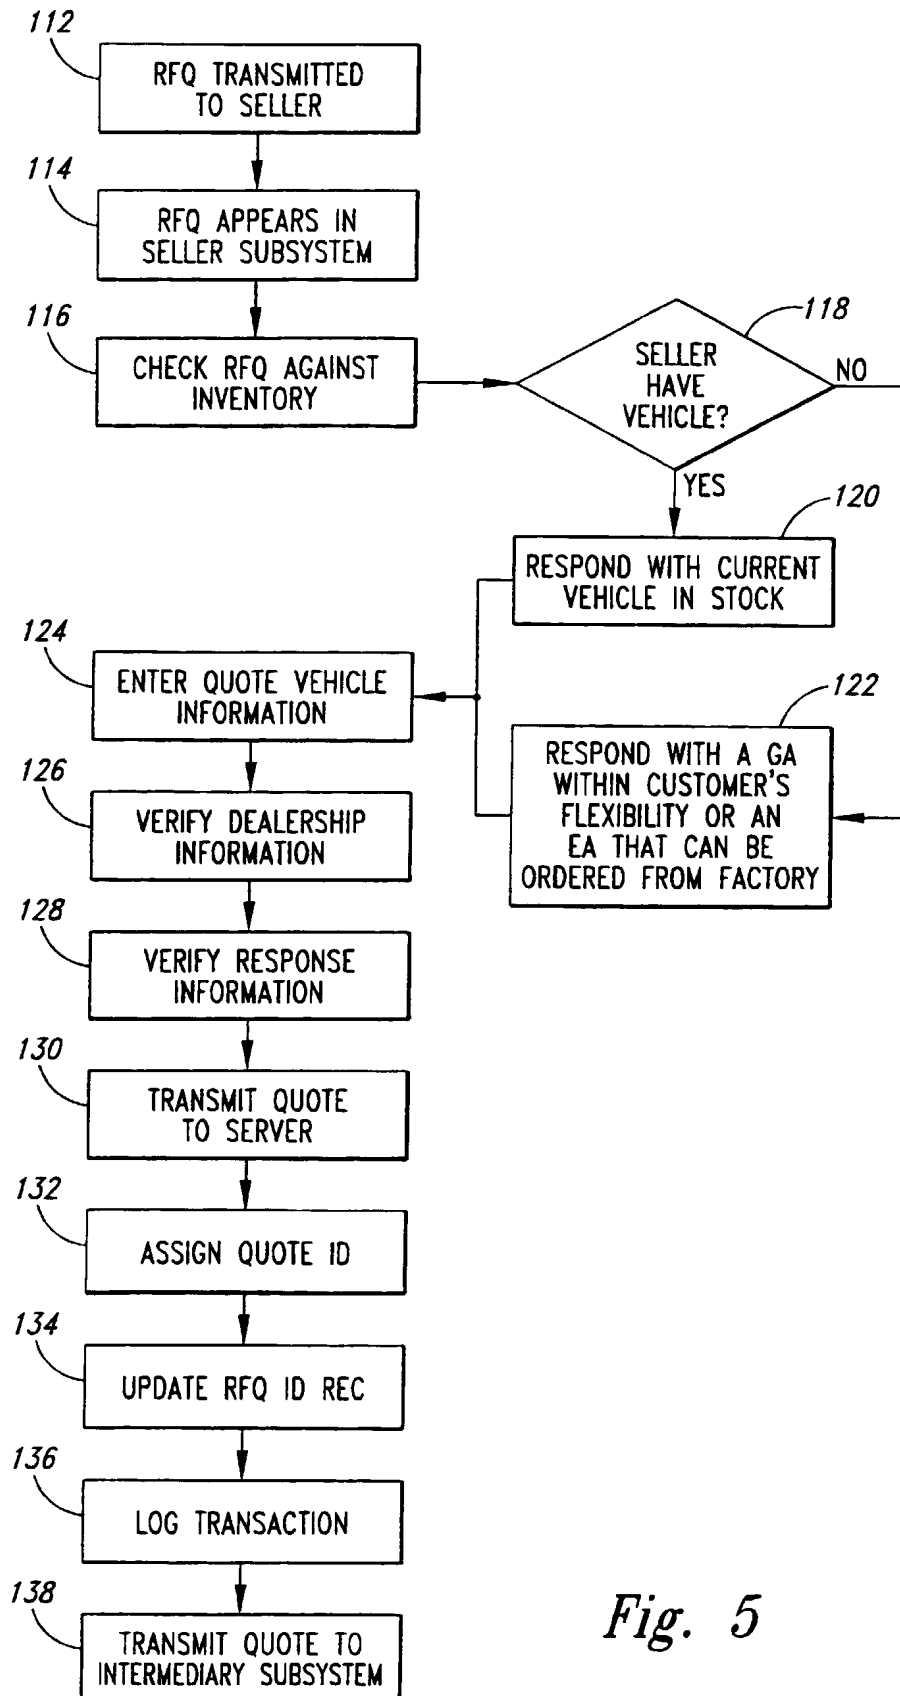 112
RFQ TRANSMITTED
TO SELLER
114
RFQ APPEARS IN
SELLER SUBSYSTEM
116
CHECK RFQ AGAINST
INVENTORY
118
SELLER
HAVE
VEHICLE?
NO
YES
120
RESPOND WITH CURRENT
VEHICLE IN STOCK
122
RESPOND WITH A GA
WITHIN CUSTOMER'S
FLEXIBILITY OR AN
EA THAT CAN BE
ORDERED FROM FACTORY
124
ENTER QUOTE VEHICLE
INFORMATION
126
VERIFY DEALERSHIP
INFORMATION
128
VERIFY RESPONSE
INFORMATION
130
TRANSMIT QUOTE
TO SERVER
132
ASSIGN QUOTE ID
134
UPDATE RFQ ID REC
136
LOG TRANSACTION
138
TRANSMIT QUOTE TO
INTERMEDIARY SUBSYSTEM
Fig. 5